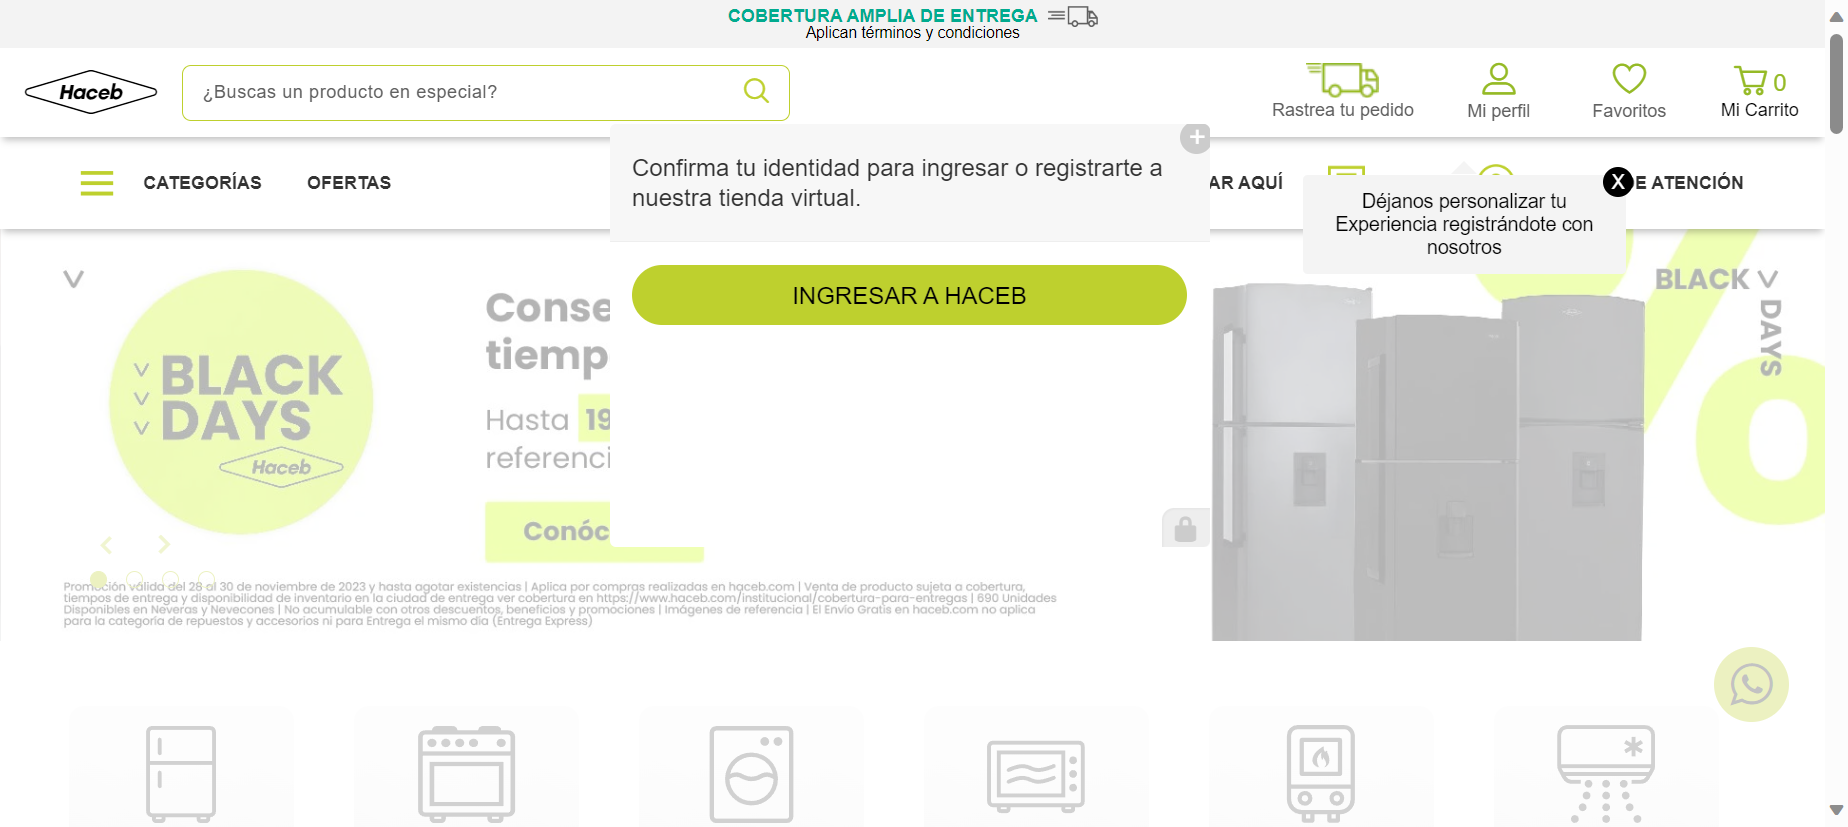 COBERTURA AMPLIA DE ENTREGA
Aplican términos y condiciones
Haceb
¿Buscas un producto en especial?
Rastrea tu pedido
Mi perfil
Favoritos
0
Mi Carrito
+
Confirma tu identidad para ingresar o registrarte a
nuestra tienda virtual.
CATEGORÍAS
OFERTAS
AR AQUÍ
X
E ATENCIÓN
Déjanos personalizar tu
Experiencia registrándote con
nosotros
INGRESAR A HACEB
BLACK
DAYS
Haceb
Conse
tiemp
Hasta 19
referenci
Conóc
BLACK
DAYS
%
Promoción válida del 28 al 30 de noviembre de 2023 y hasta agotar existencias | Aplica por compras realizadas en haceb.com | Venta de producto sujeta a cobertura,
tiempos de entrega y disponibilidad de inventario en la ciudad de entrega ver cobertura en https://www.haceb.com/institucional/cobertura-para-entregas | 690 Unidades
Disponibles en Neveras y Nevecones | No acumulable con otros descuentos, beneficios y promociones | Imágenes de referencia | El Envío Gratis en haceb.com no aplica
para la categoría de repuestos y accesorios ni para Entrega el mismo día (Entrega Express)